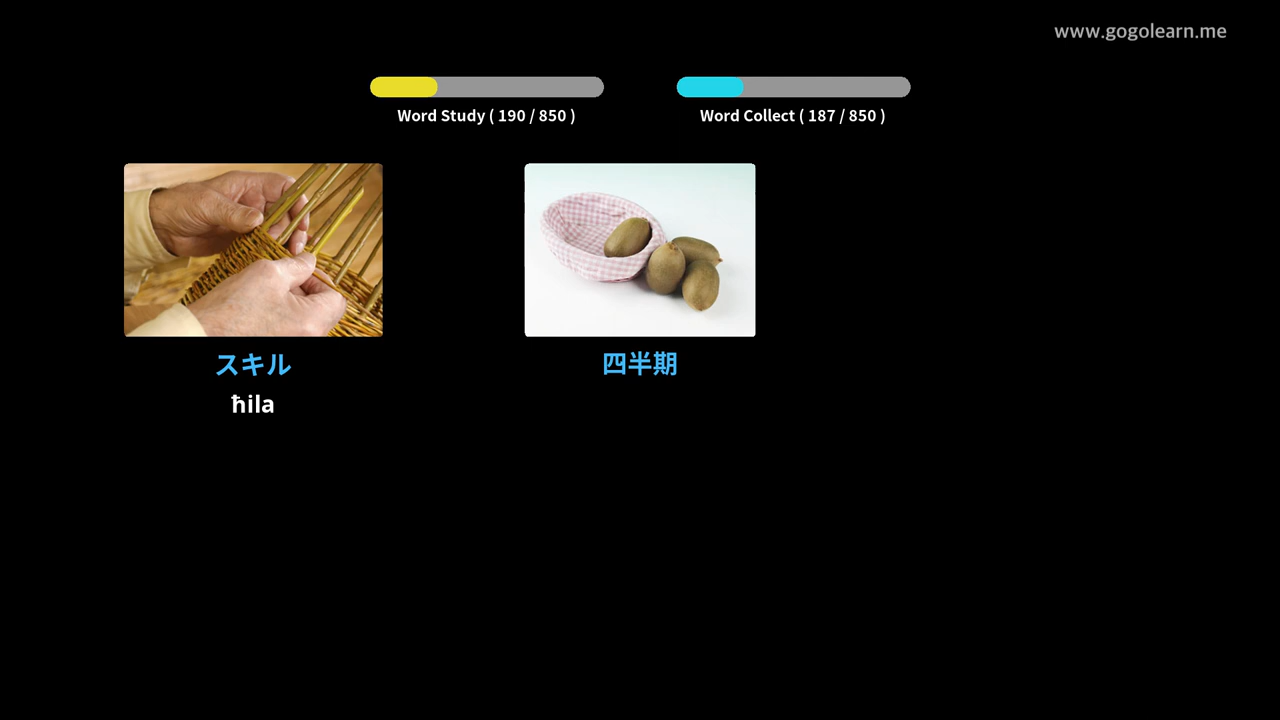 www.gogolearn.me
Word Study ( 190 / 850 )
Word Collect ( 187 / 850 )
スキル
ħila
四半期